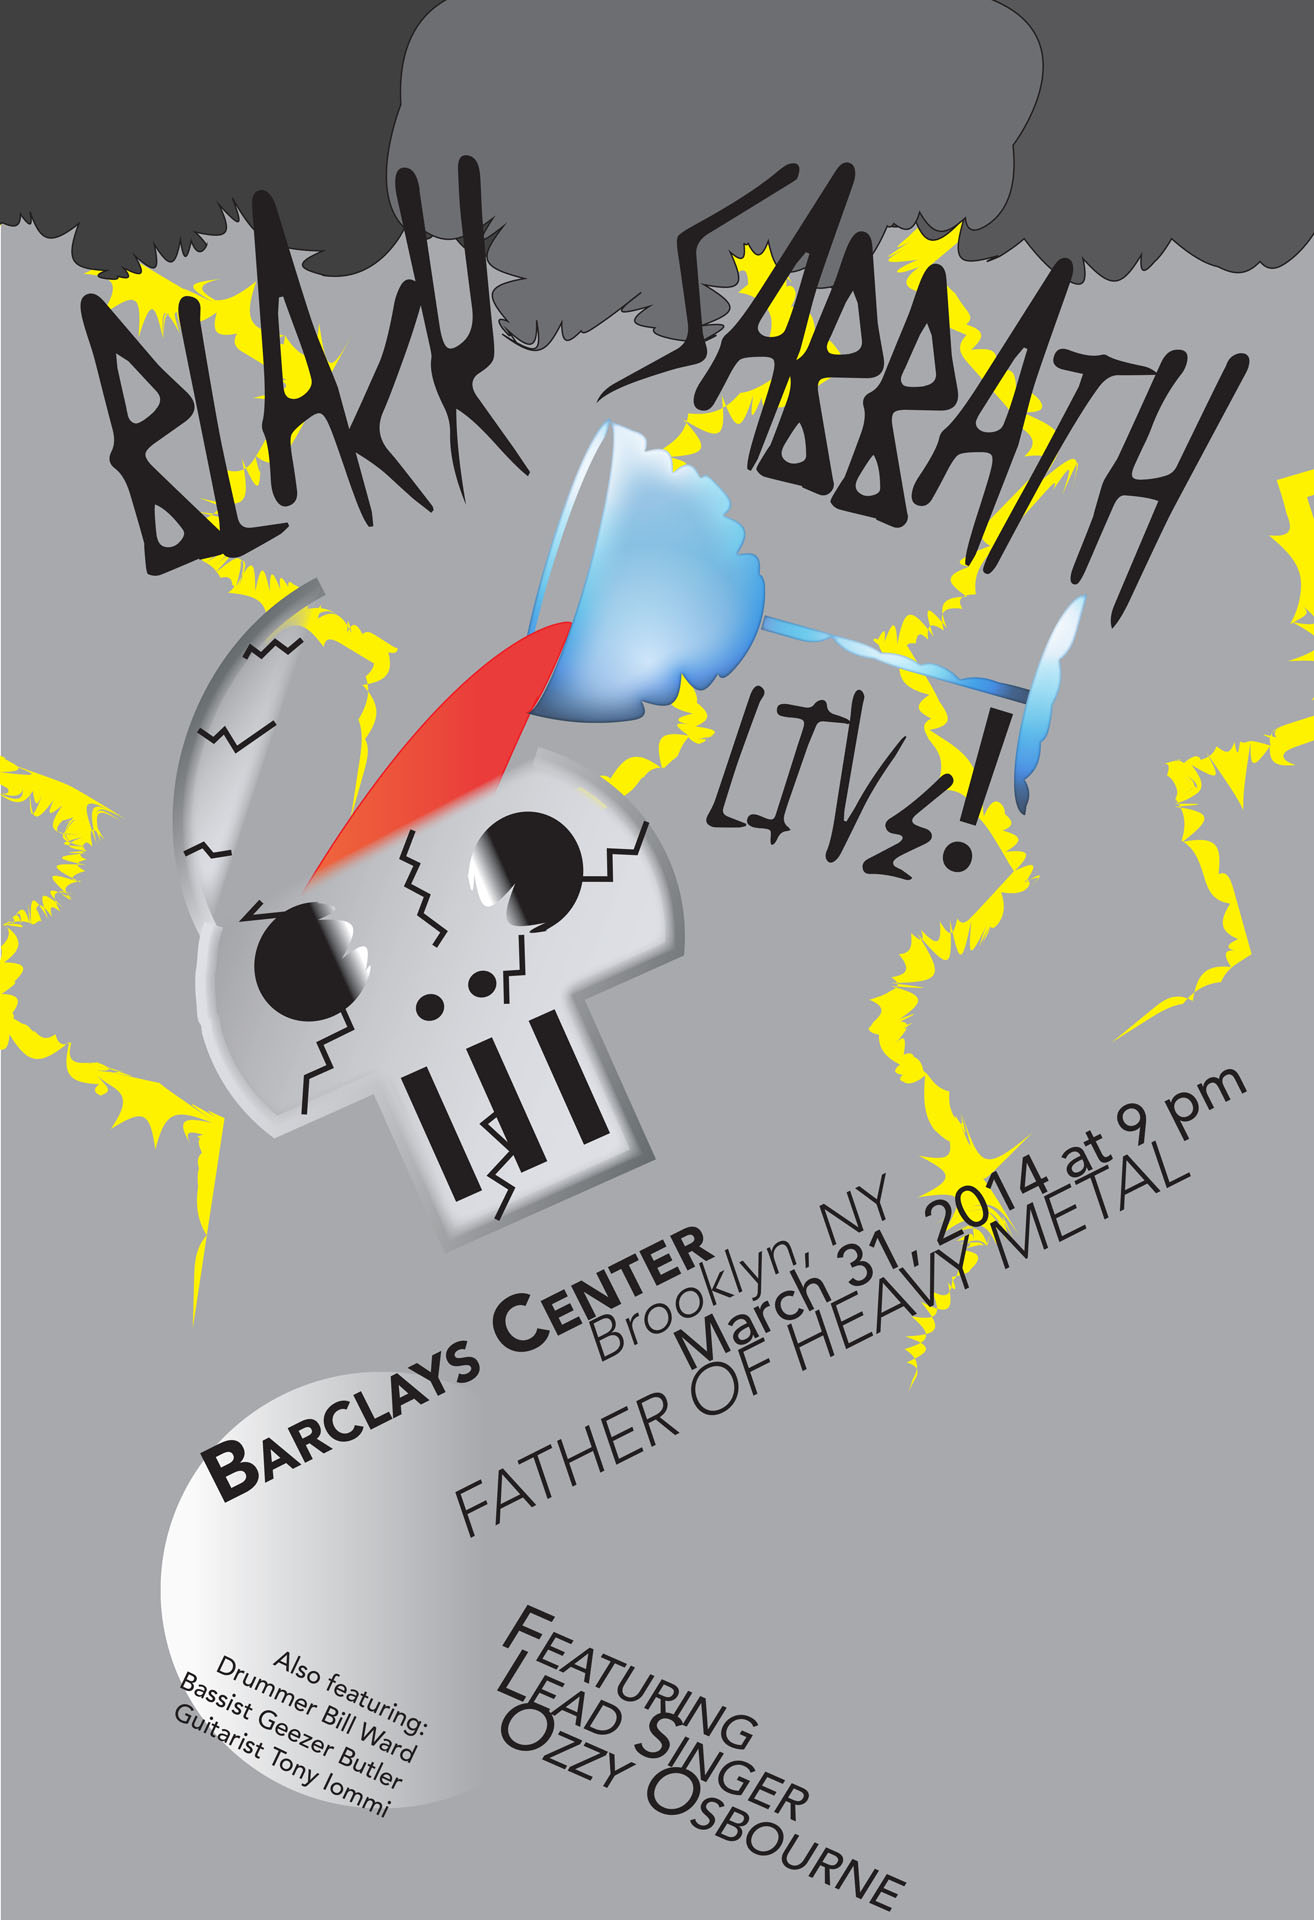 BLACK SABBATH
LIVE!
BARCLAYS CENTER
Brooklyn, NY
March 31, 2014 at 9 pm
FATHER OF HEAVY METAL
FEATURING
LEAD SINGER
OZZY OSBOURNE
Also featuring:
Drummer Bill Ward
Bassist Geezer Butler
Guitarist Tony Iommi